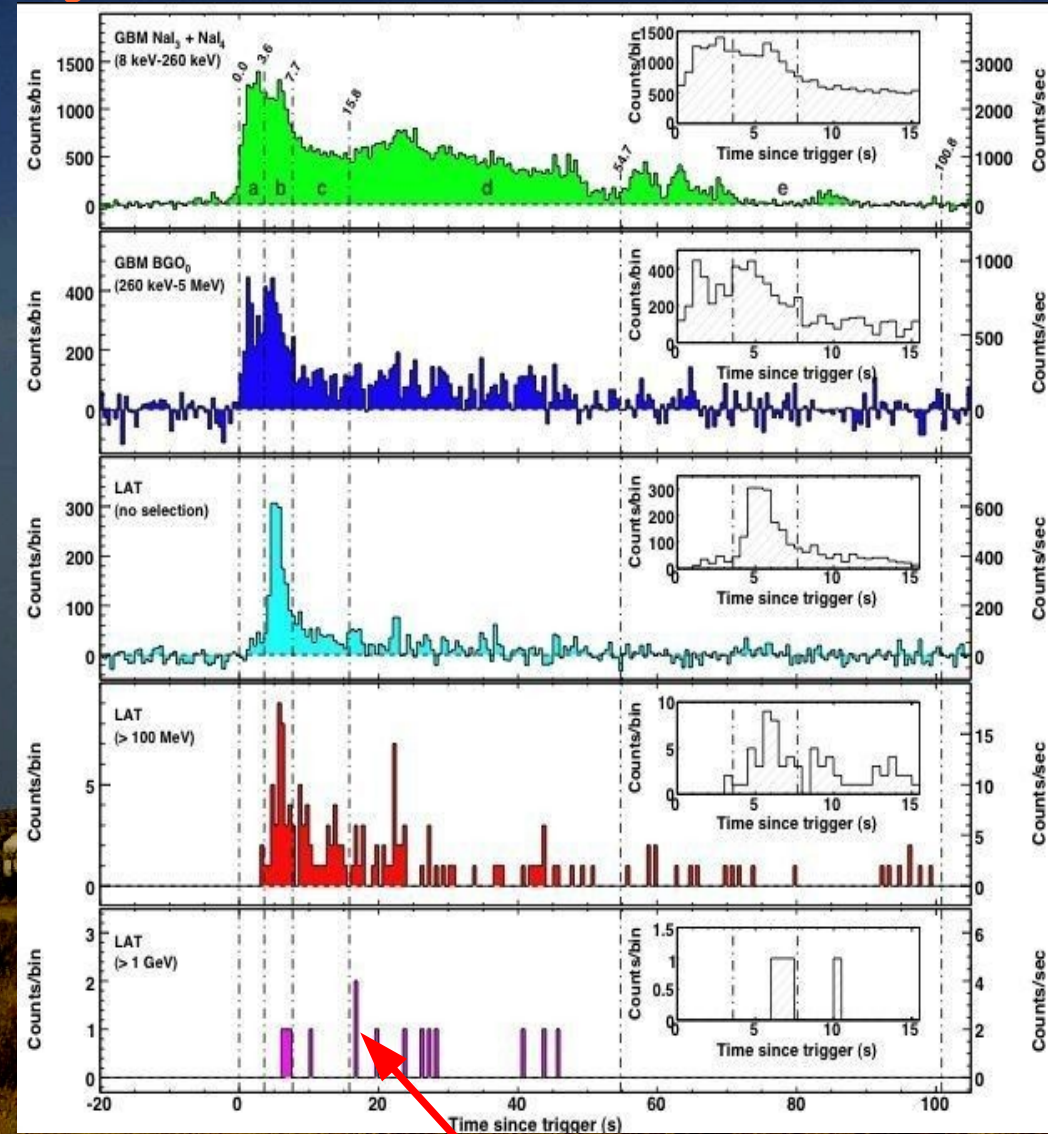 GBM NaI₃ + NaI₄
(8 keV-260 keV)
0.0
3.6
7.7
15.8
54.7
100.8
a
b
c
d
e
Counts/bin
1500
1000
500
0
Counts/sec
3000
2000
1000
0
Counts/bin
1500
1000
500
0
0 5 10 15
Time since trigger (s)
GBM BGO₀
(260 keV-5 MeV)
Counts/bin
400
200
0
Counts/sec
1000
500
0
Counts/bin
400
200
0
0 5 10 15
Time since trigger (s)
LAT
(no selection)
Counts/bin
300
200
100
0
Counts/sec
600
400
200
0
Counts/bin
300
200
100
0
0 5 10 15
Time since trigger (s)
LAT
(> 100 MeV)
Counts/bin
5
0
Counts/sec
15
10
5
0
Counts/bin
10
5
0
0 5 10 15
Time since trigger (s)
LAT
(> 1 GeV)
Counts/bin
3
2
1
0
Counts/sec
6
4
2
0
Counts/bin
1.5
1
0.5
0
0 5 10 15
Time since trigger (s)
-20 0 20 40 60 80 100
Time since trigger (s)